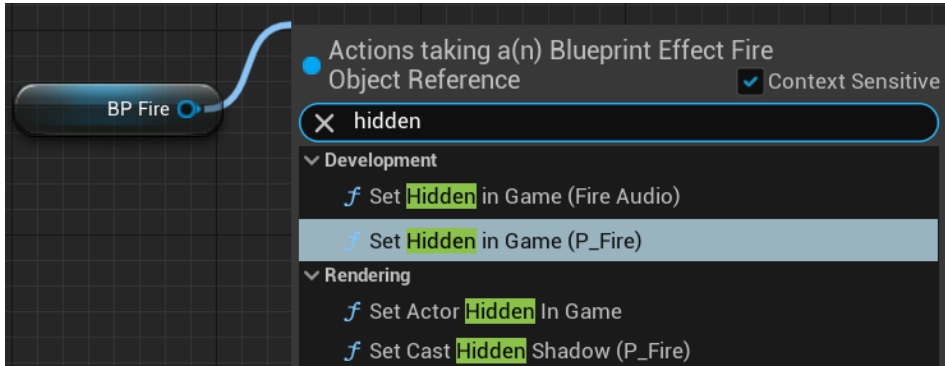 BP Fire
Actions taking a(n) Blueprint Effect Fire
Object Reference
Context Sensitive
hidden
Development
f Set Hidden in Game (Fire Audio)
f Set Hidden in Game (P_Fire)
Rendering
f Set Actor Hidden In Game
f Set Cast Hidden Shadow (P_Fire)